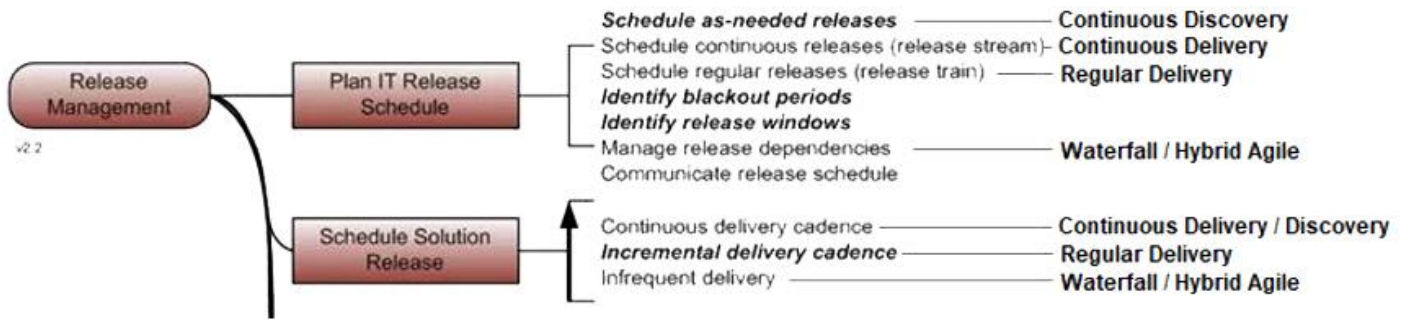 Release
Management
v2.2
Plan IT Release
Schedule
Schedule as-needed releases Continuous Discovery
Schedule continuous releases (release stream) Continuous Delivery
Schedule regular releases (release train) Regular Delivery
Identify blackout periods
Identify release windows
Manage release dependencies Waterfall / Hybrid Agile
Communicate release schedule
Schedule Solution
Release
Continuous delivery cadence Continuous Delivery / Discovery
Incremental delivery cadence Regular Delivery
Infrequent delivery Waterfall / Hybrid Agile